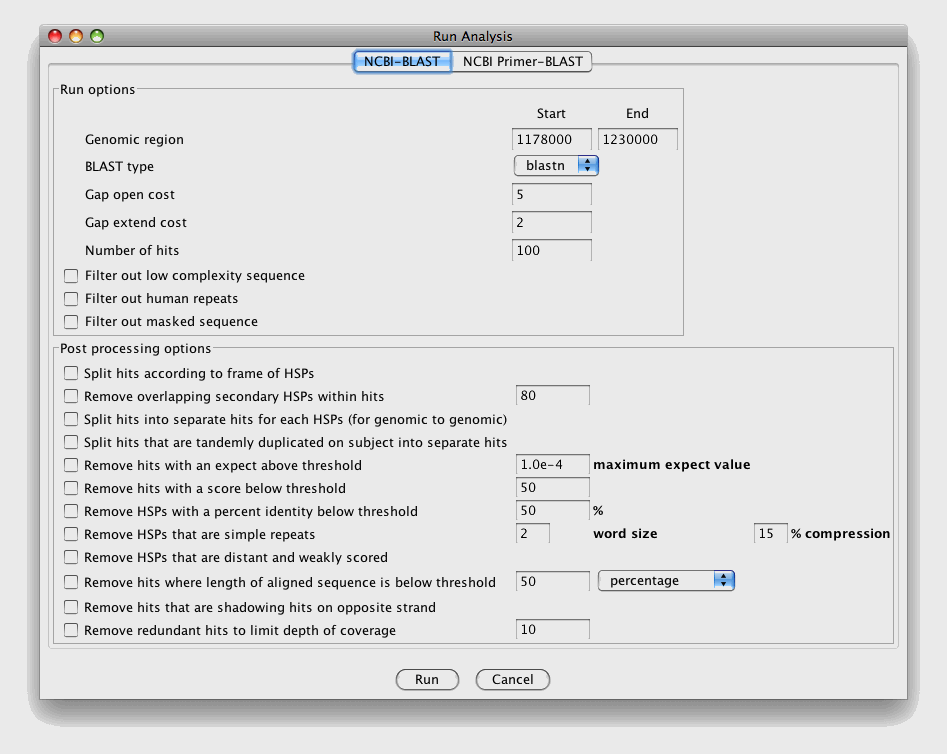 Run Analysis
NCBI-BLAST NCBI Primer-BLAST
Run options
Start End
Genomic region 1178000 1230000
BLAST type blastn
Gap open cost 5
Gap extend cost 2
Number of hits 100
Filter out low complexity sequence
Filter out human repeats
Filter out masked sequence
Post processing options
Split hits according to frame of HSPs
Remove overlapping secondary HSPs within hits 80
Split hits into separate hits for each HSPs (for genomic to genomic)
Split hits that are tandemly duplicated on subject into separate hits
Remove hits with an expect above threshold 1.0e-4 maximum expect value
Remove hits with a score below threshold 50
Remove HSPs with a percent identity below threshold 50 %
Remove HSPs that are simple repeats 2 word size 15 % compression
Remove HSPs that are distant and weakly scored
Remove hits where length of aligned sequence is below threshold 50 percentage
Remove hits that are shadowing hits on opposite strand
Remove redundant hits to limit depth of coverage 10
Run Cancel